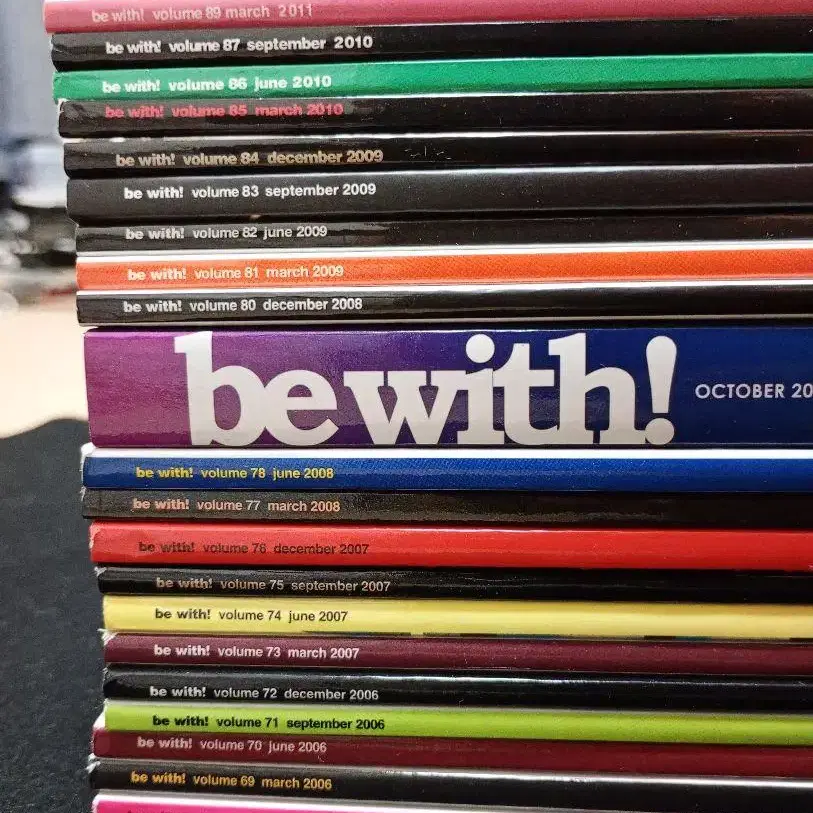 be with! volume 89 march 2011
be with! volume 87 september 2010
be with! volume 86 june 2010
be with! volume 85 march 2010
be with! volume 84 december 2009
be with! volume 83 september 2009
be with! volume 82 june 2009
be with! volume 81 march 2009
be with! volume 80 december 2008
be with! OCTOBER 20
be with! volume 78 june 2008
be with! volume 77 march 2008
be with! volume 76 december 2007
be with! volume 75 september 2007
be with! volume 74 june 2007
be with! volume 73 march 2007
be with! volume 72 december 2006
be with! volume 71 september 2006
be with! volume 70 june 2006
be with! volume 69 march 2006